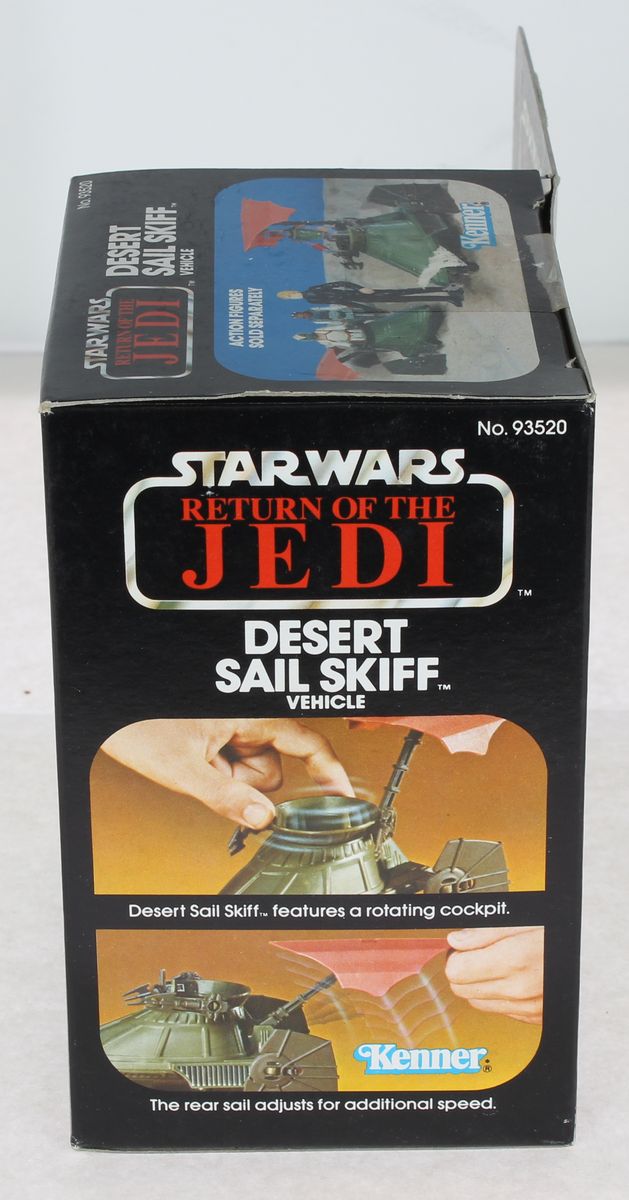 No. 93520
DESERT
SAIL SKIFF™
VEHICLE
STAR WARS
RETURN OF THE
JEDI
™
ACTION FIGURES
SOLD SEPARATELY
Kenner
No. 93520
STAR WARS
RETURN OF THE
JEDI
™
DESERT
SAIL SKIFF™
VEHICLE
Desert Sail Skiff™ features a rotating cockpit.
Kenner®
The rear sail adjusts for additional speed.